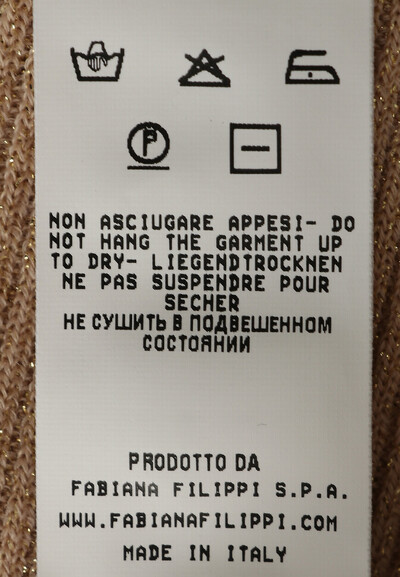 P
NON ASCIUGARE APPESI- DO
NOT HANG THE GARMENT UP
TO DRY- LIEGENDTROCKNEN
NE PAS SUSPENDRE POUR
SECHER
НЕ СУШИТЬ В ПОДВЕШЕННОМ
СОСТОЯНИИ
PRODOTTO DA
FABIANA FILIPPI S.P.A.
WWW.FABIANAFILIPPI.COM
MADE IN ITALY